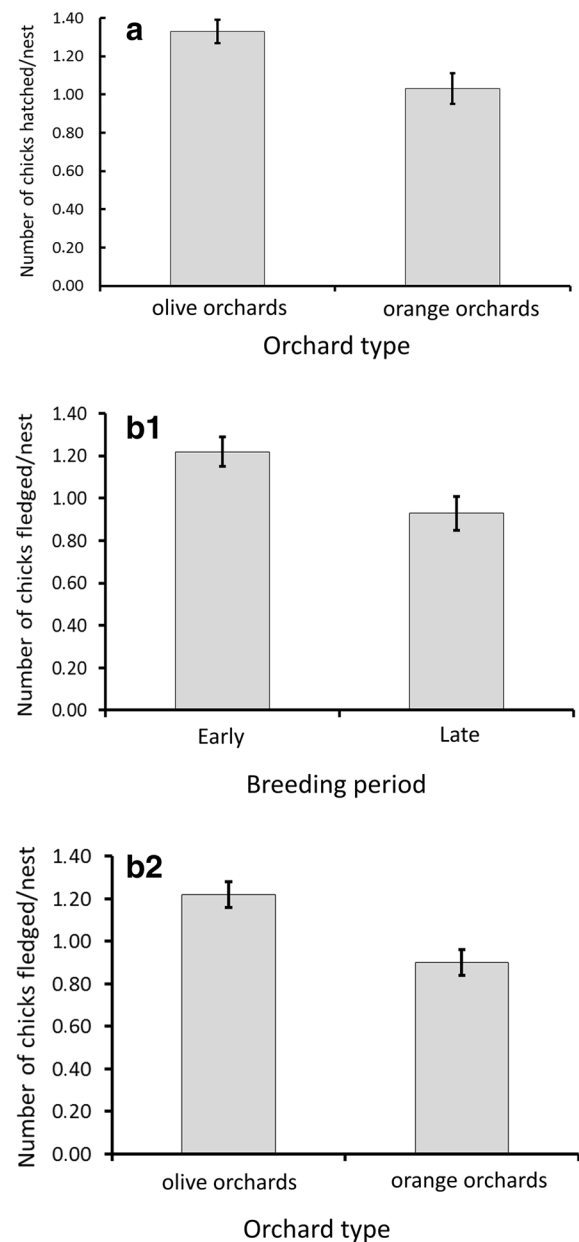 a
Number of chicks hatched/nest
1.40
1.20
1.00
0.80
0.60
0.40
0.20
0.00
olive orchards orange orchards
Orchard type
b1
Number of chicks fledged/nest
1.40
1.20
1.00
0.80
0.60
0.40
0.20
0.00
Early Late
Breeding period
b2
Number of chicks fledged/nest
1.40
1.20
1.00
0.80
0.60
0.40
0.20
0.00
olive orchards orange orchards
Orchard type